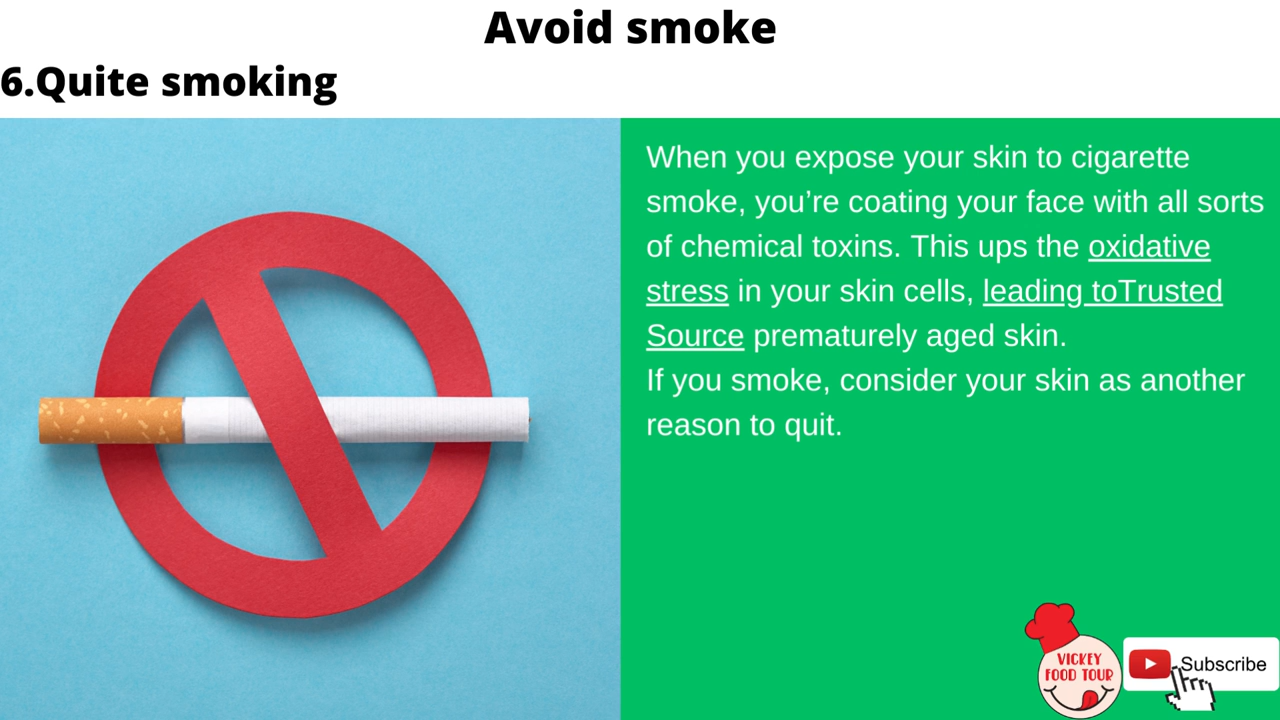 Avoid smoke
6.Quite smoking
When you expose your skin to cigarette
smoke, you’re coating your face with all sorts
of chemical toxins. This ups the oxidative
stress in your skin cells, leading toTrusted
Source prematurely aged skin.
If you smoke, consider your skin as another
reason to quit.
VICKEY
FOOD TOUR
Subscribe